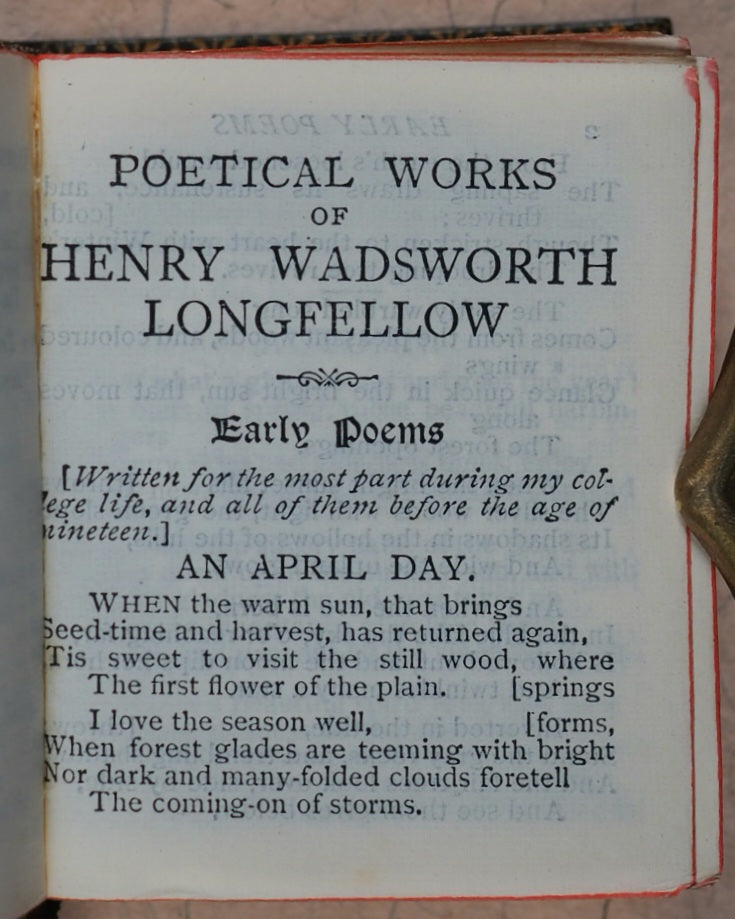 POETICAL WORKS
OF
HENRY WADSWORTH
LONGFELLOW
Early Poems
[Written for the most part during my col-
lege life, and all of them before the age of
nineteen.]
AN APRIL DAY.
WHEN the warm sun, that brings
Seed-time and harvest, has returned again,
'Tis sweet to visit the still wood, where
The first flower of the plain. [springs
I love the season well, [forms,
When forest glades are teeming with bright
Nor dark and many-folded clouds foretell
The coming-on of storms.